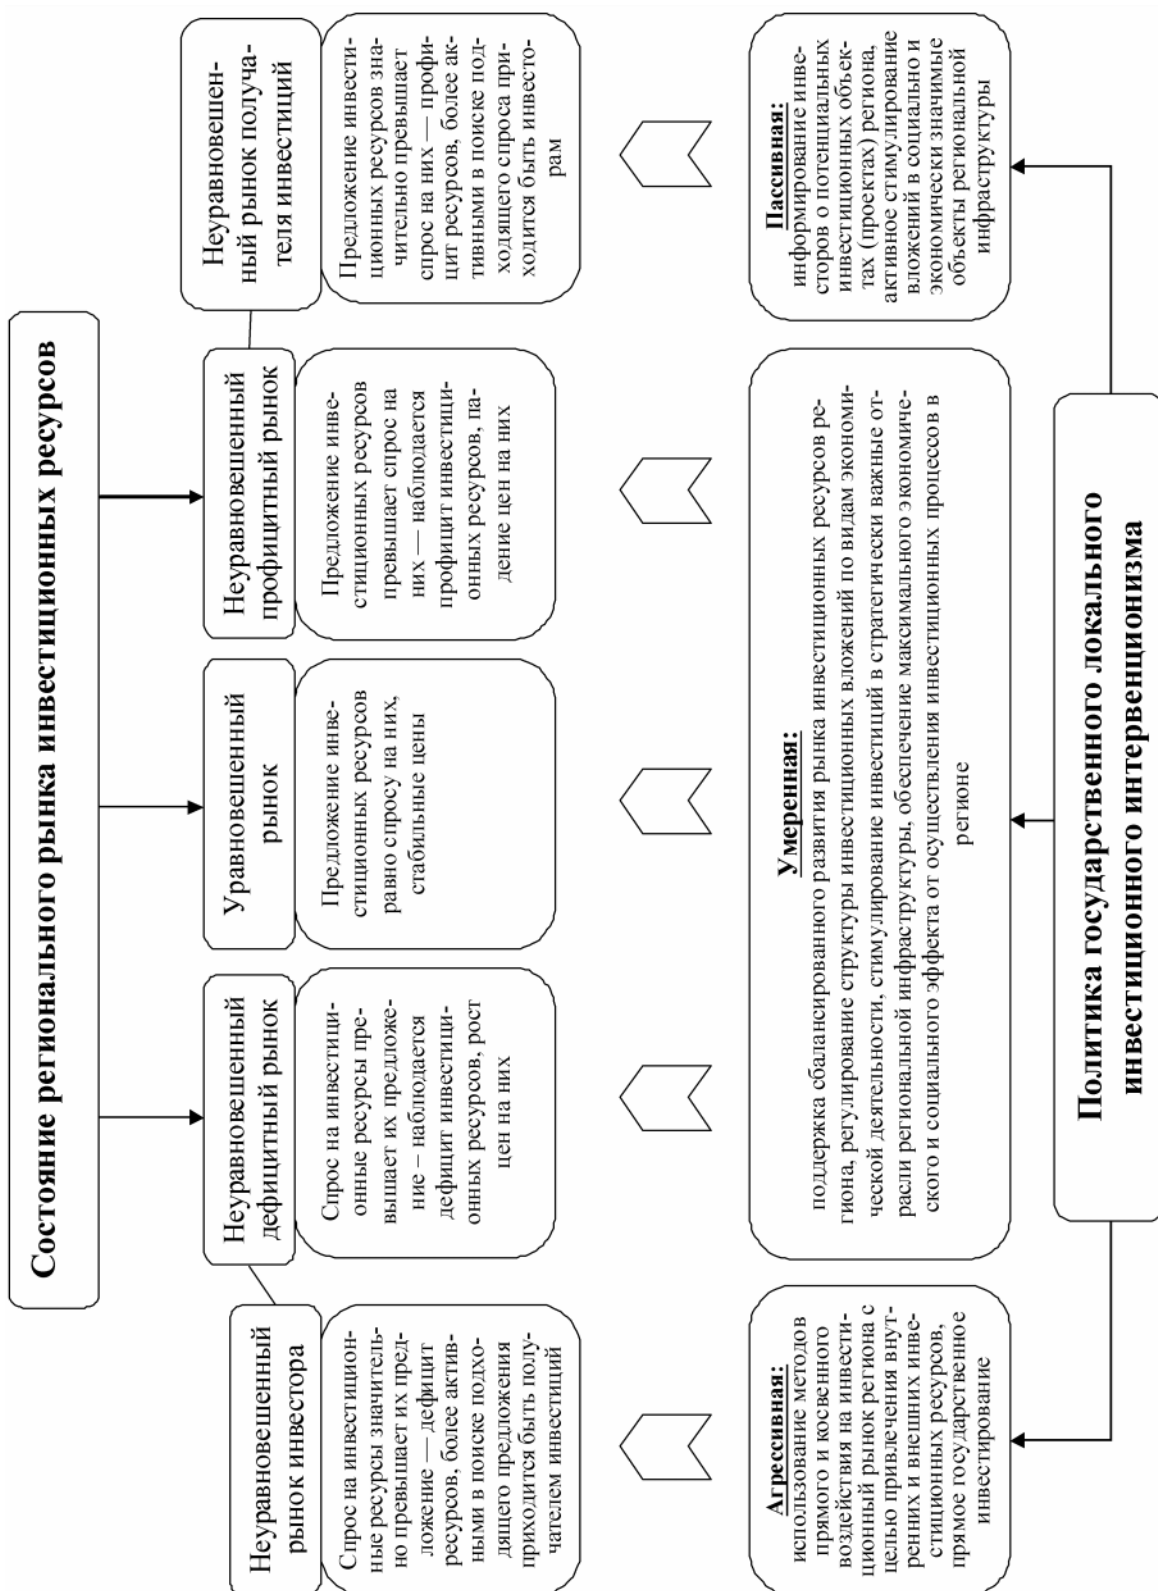 Состояние регионального рынка инвестиционных ресурсов
Неуравновешенный
рынок инвестора
Спрос на инвестицион-
ные ресурсы значитель-
но превышает их пред-
ложение — дефицит
ресурсов, более актив-
ными в поиске подхо-
дящего предложения
приходится быть полу-
чателем инвестиций
Неуравновешенный
дефицитный рынок
Спрос на инвестици-
онные ресурсы пре-
вышает их предложе-
ние – наблюдается
дефицит инвестици-
онных ресурсов, рост
цен на них
Уравновешенный
рынок
Предложение инве-
стиционных ресурсов
равно спросу на них,
стабильные цены
Неуравновешенный
профицитный рынок
Предложение инве-
стиционных ресурсов
превышает спрос на
них — наблюдается
профицит инвестици-
онных ресурсов, па-
дение цен на них
Неуравновешен-
ный рынок получа-
теля инвестиций
Предложение инвести-
ционных ресурсов зна-
чительно превышает
спрос на них — профи-
цит ресурсов, более ак-
тивными в поиске под-
ходящего спроса при-
ходится быть инвесто-
рам
Агрессивная:
использование методов
прямого и косвенного
воздействия на инвести-
ционный рынок региона с
целью привлечения внут-
ренних и внешних инве-
стиционных ресурсов,
прямое государственное
инвестирование
Умеренная:
поддержка сбалансированного развития рынка инвестиционных ресурсов ре-
гиона, регулирование структуры инвестиционных вложений по видам экономи-
ческой деятельности, стимулирование инвестиций в стратегически важные от-
расли региональной инфраструктуры, обеспечение максимального экономиче-
ского и социального эффекта от осуществления инвестиционных процессов в
регионе
Пассивная:
информирование инве-
сторов о потенциальных
инвестиционных объек-
тах (проектах) региона,
активное стимулирование
вложений в социально и
экономически значимые
объекты региональной
инфраструктуры
Политика государственного локального
инвестиционного интервенционизма